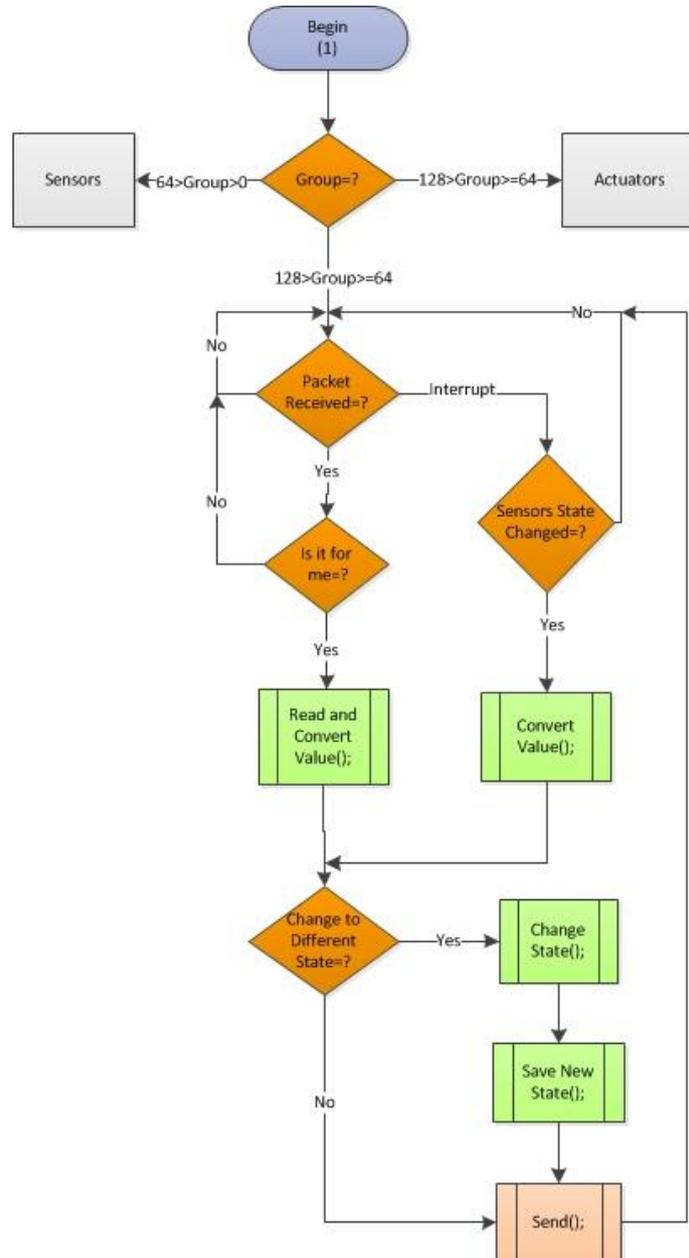 Begin
(1)
Sensors
64>Group>0
Group=?
128>Group>=64
Actuators
128>Group>=64
No
No
Packet
Received=?
Interrupt
Yes
No
Sensors State
Changed=?
Is it for
me=?
Yes
Yes
Read and
Convert
Value();
Convert
Value();
Change to
Different
State=?
Yes
Change
State();
Save New
State();
No
Send();